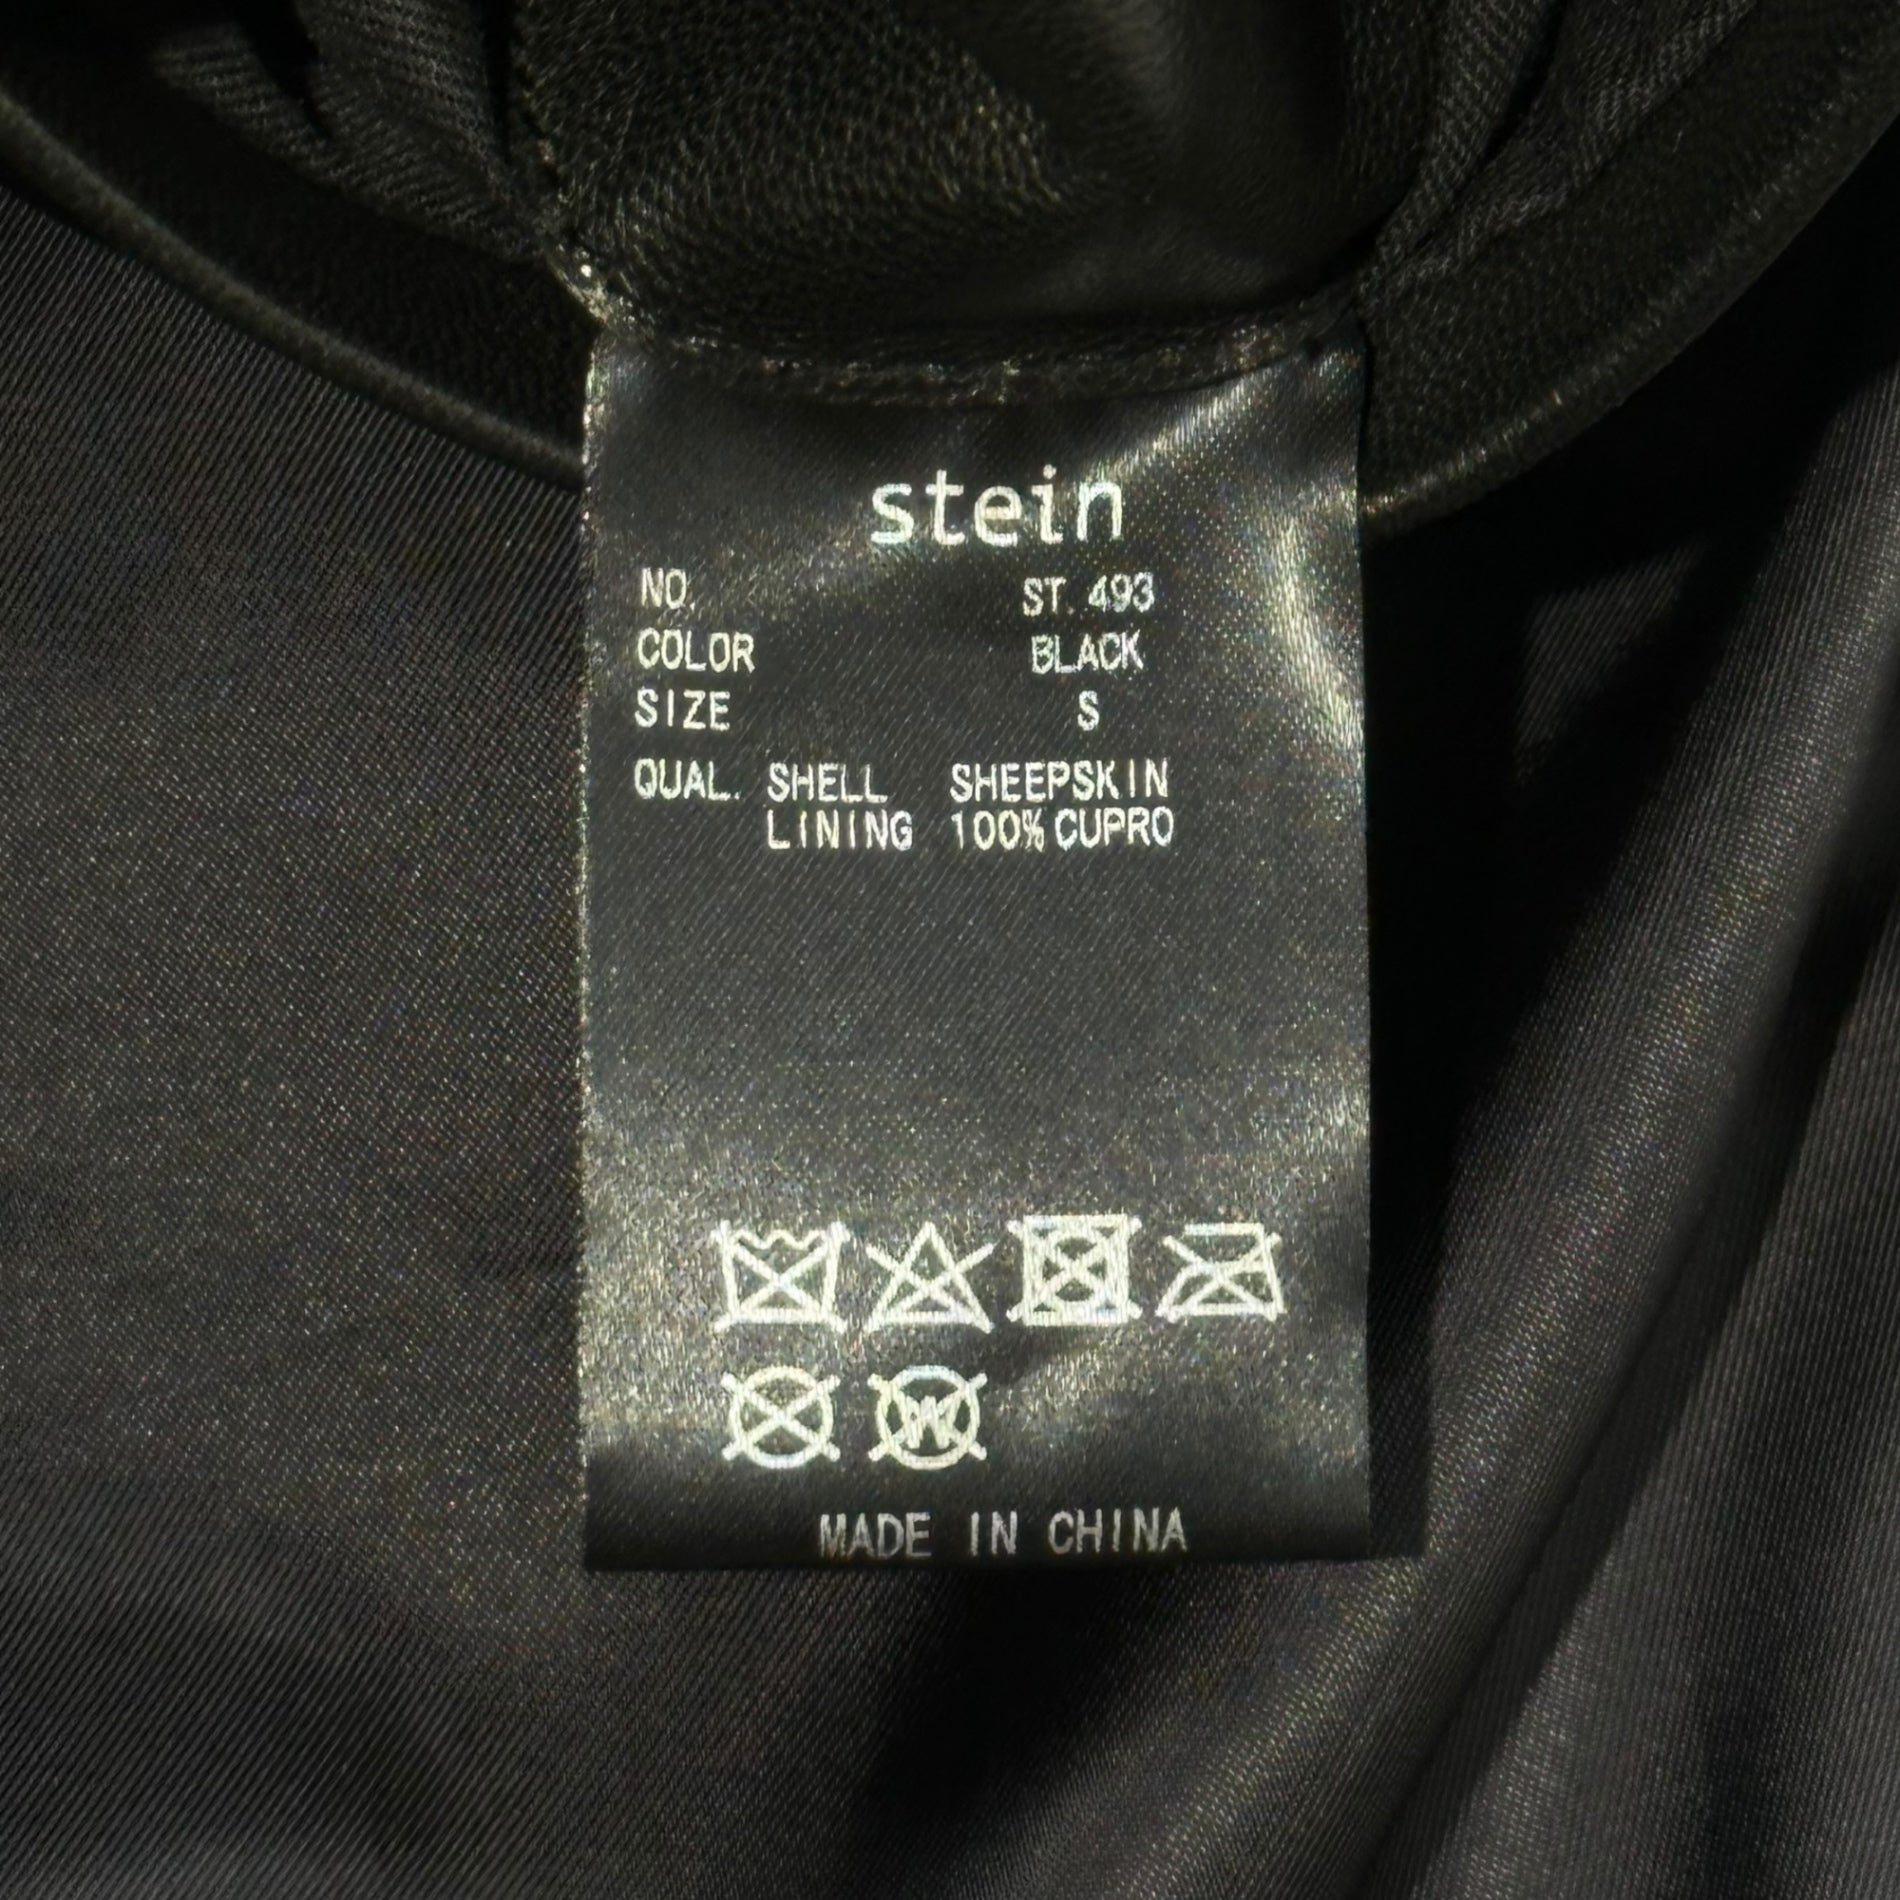 stein
NO. ST. 493
COLOR BLACK
SIZE S
QUAL. SHELL SHEEPSKIN
LINING 100% CUPRO
W
MADE IN CHINA